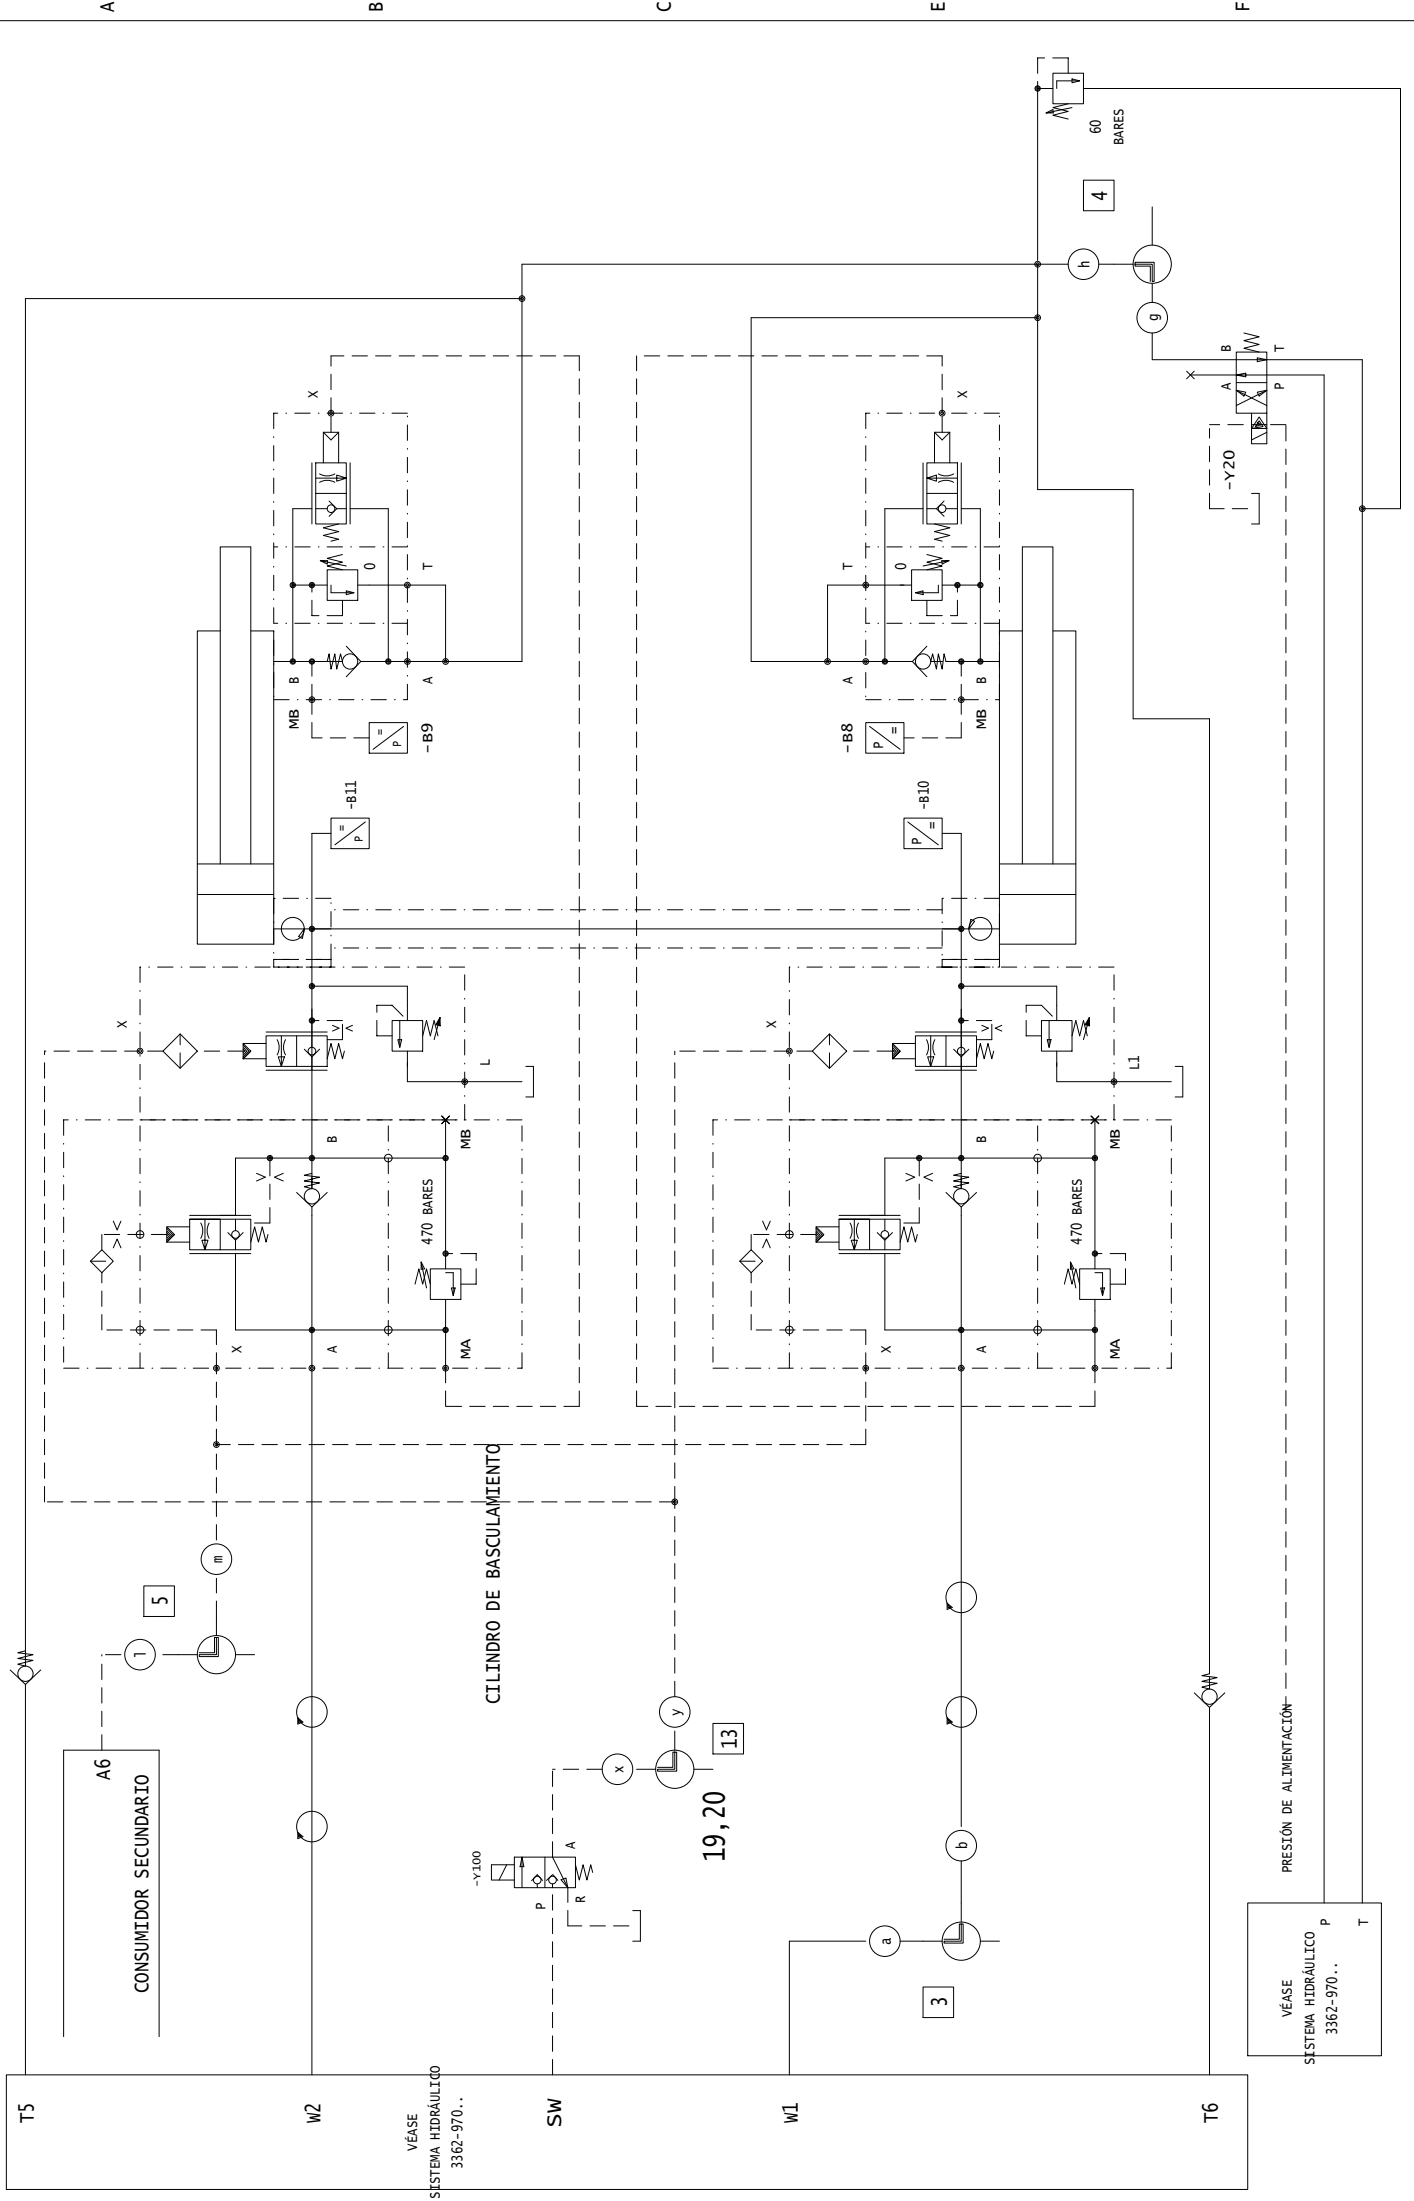 A
B
C
E
F
60
BARES
4
h
g
B
T
A
P
-Y20
X
O
T
B
A
MB
=
P
-B9
-B11
=
P
X
T
O
A
B
MB
P
=
-B8
-B10
P
=
X
L
B
MB
470 BARES
X
A
MA
X
L1
B
MB
470 BARES
X
A
MA
CILINDRO DE BASCULAMIENTO
m
5
l
A6
CONSUMIDOR SECUNDARIO
y
13
x
19,20
-Y100
A
P
R
b
a
3
PRESIÓN DE ALIMENTACIÓN
VÉASE
SISTEMA HIDRÁULICO
3362-970..
P
T
T5
W2
VÉASE
SISTEMA HIDRÁULICO
3362-970..
SW
W1
T6